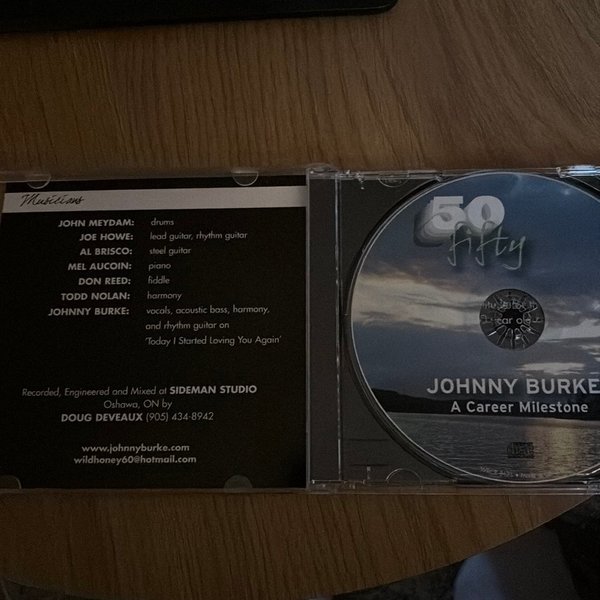 Musicians
JOHN MEYDAM: drums
JOE HOWE: lead guitar, rhythm guitar
AL BRISCO: steel guitar
MEL AUCOIN: piano
DON REED: fiddle
TODD NOLAN: harmony
JOHNNY BURKE: vocals, acoustic bass, harmony,
and rhythm guitar on
'Today I Started Loving You Again'
Recorded, Engineered and Mixed at SIDEMAN STUDIO
Oshawa, ON by
DOUG DEVEAUX (905) 434-8942
www.johnnyburke.com
wildhoney60@hotmail.com
50
fifty
JOHNNY BURKE
A Career Milestone